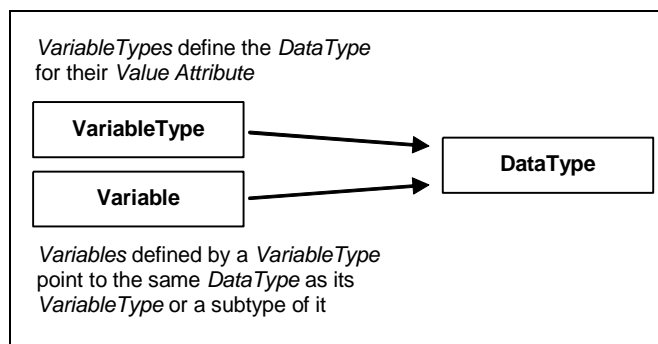 VariableTypes define the DataType
for their Value Attribute
VariableType
DataType
Variable
Variables defined by a VariableType
point to the same DataType as its
VariableType or a subtype of it